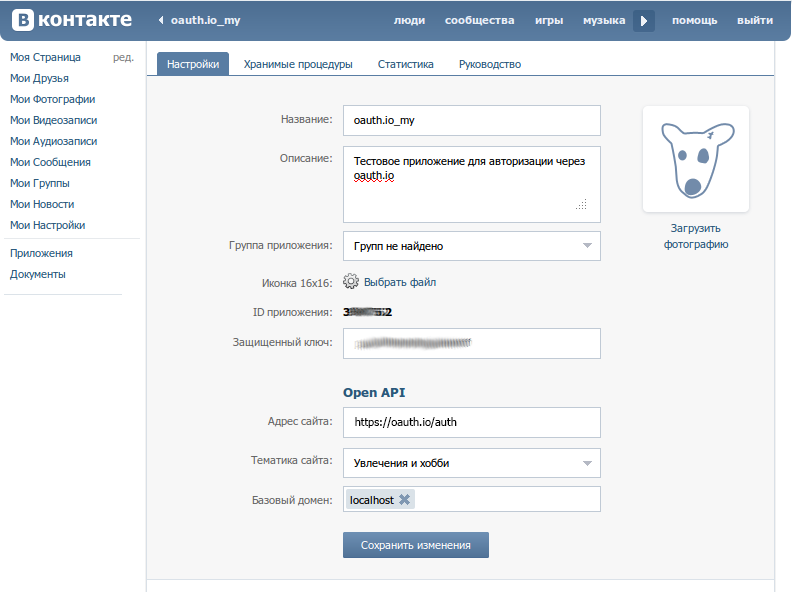 В контакте
oauth.io_my
люди
сообщества
игры
музыка
помощь
выйти
Моя Страница
ред.
Мои Друзья
Мои Фотографии
Мои Видеозаписи
Мои Аудиозаписи
Мои Сообщения
Мои Группы
Мои Новости
Мои Настройки
Приложения
Документы
Настройки
Хранимые процедуры
Статистика
Руководство
Название:
oauth.io_my
Описание:
Тестовое приложение для авторизации через
oauth.io
Группа приложения:
Групп не найдено
Иконка 16x16:
Выбрать файл
ID приложения:
Защищенный ключ:
Open API
Адрес сайта:
https://oauth.io/auth
Тематика сайта:
Увлечения и хобби
Базовый домен:
localhost
Сохранить изменения
Загрузить
фотографию